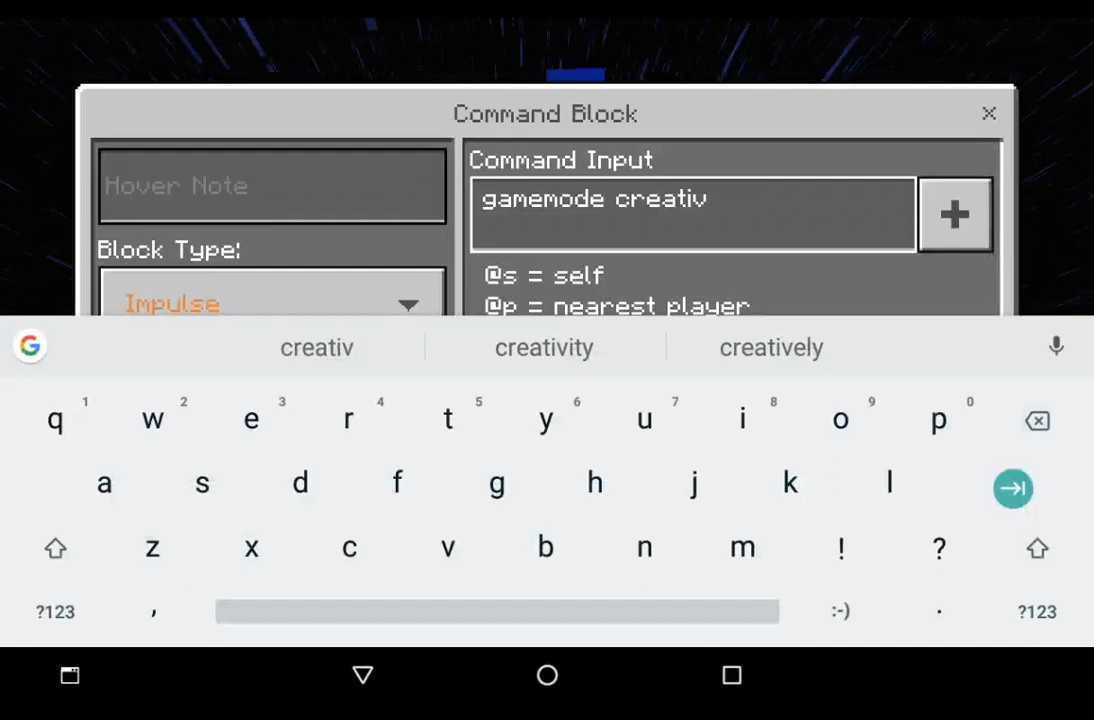 Command Block
×
Hover Note
Command Input
gamemode creativ
+
Block Type:
@s = self
Impulse
@p = nearest player
G
creativ creativity creatively
1 2 3 4 5 6 7 8 9 0
q w e r t y u i o p
a s d f g h j k l
z x c v b n m ! ?
?123 , :-) . ?123